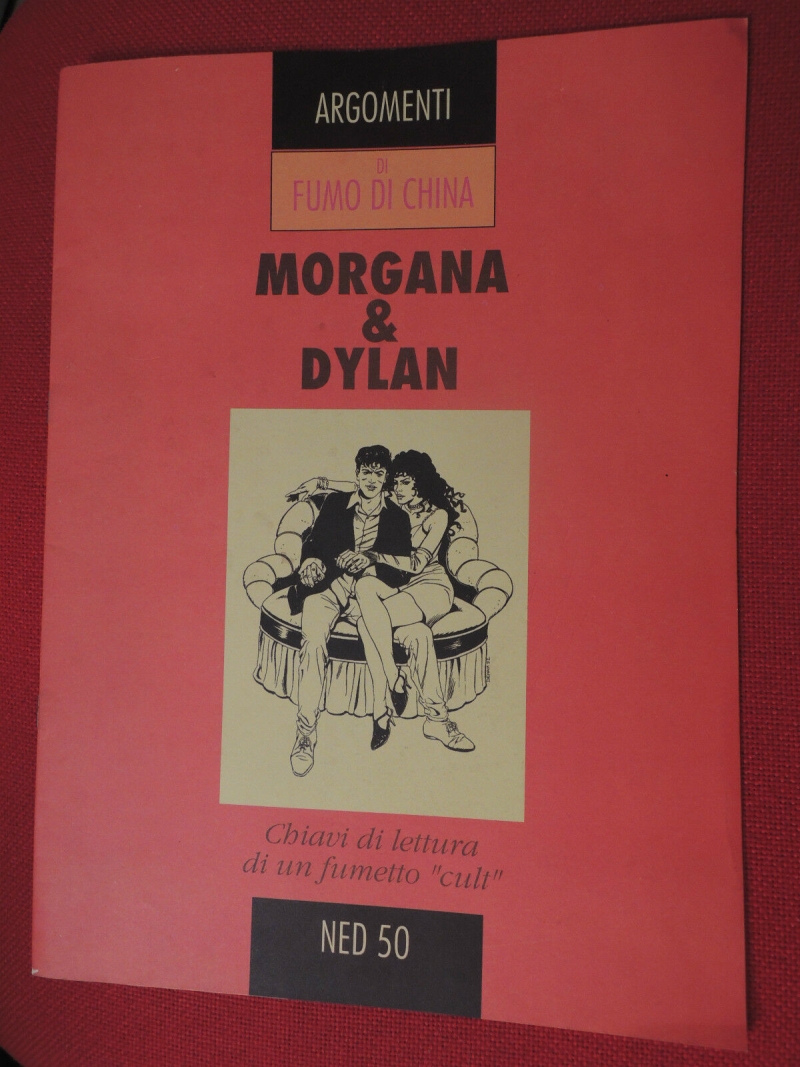 ARGOMENTI
DI
FUMO DI CHINA
MORGANA
&
DYLAN
Chiavi di lettura
di un fumetto "cult"
NED 50